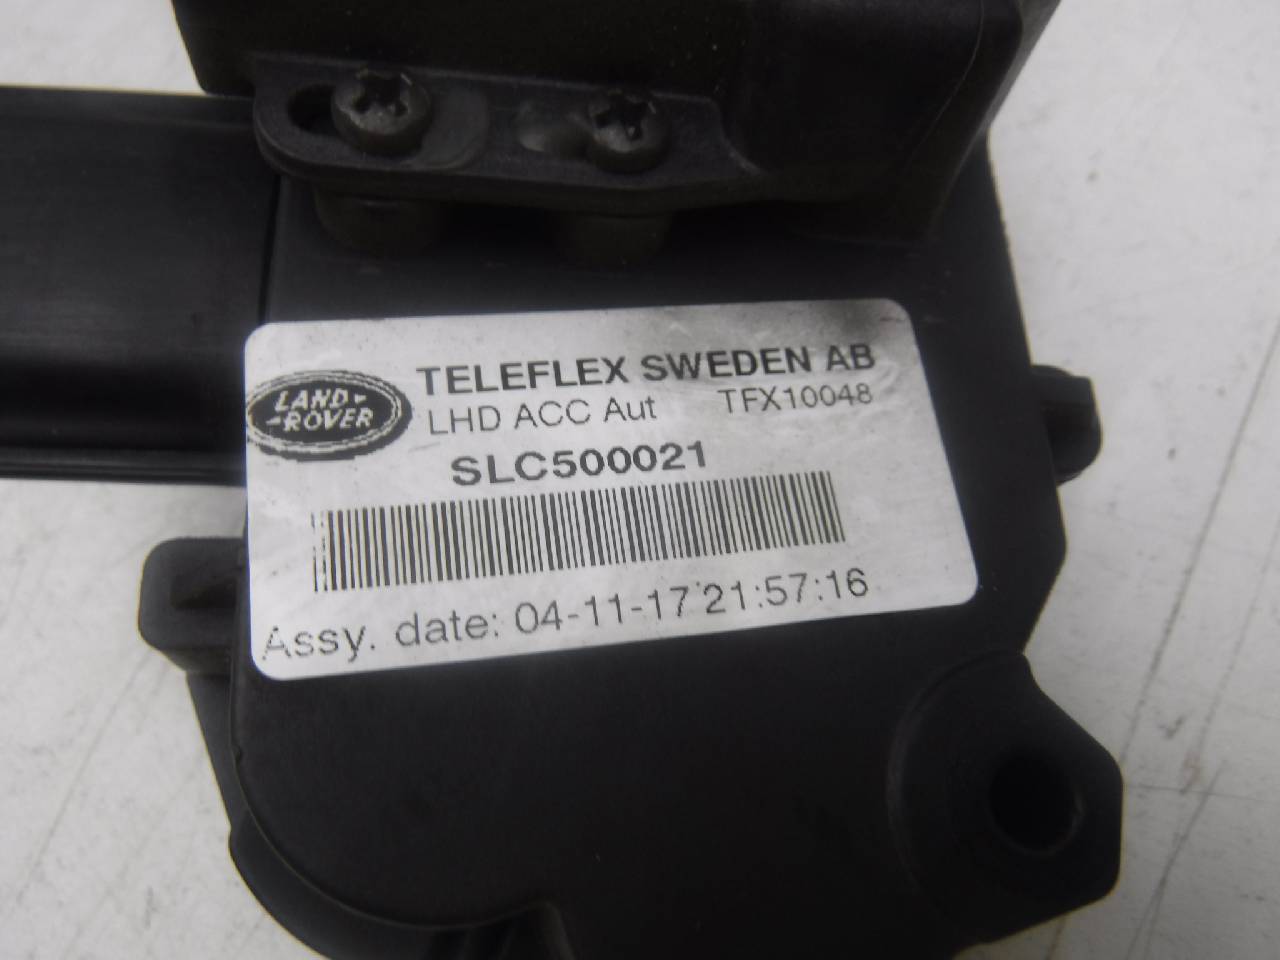 LAND-
-ROVER
TELEFLEX SWEDEN AB
LHD ACC Aut TFX10048
SLC500021
Assy. date: 04-11-17 21:57:16